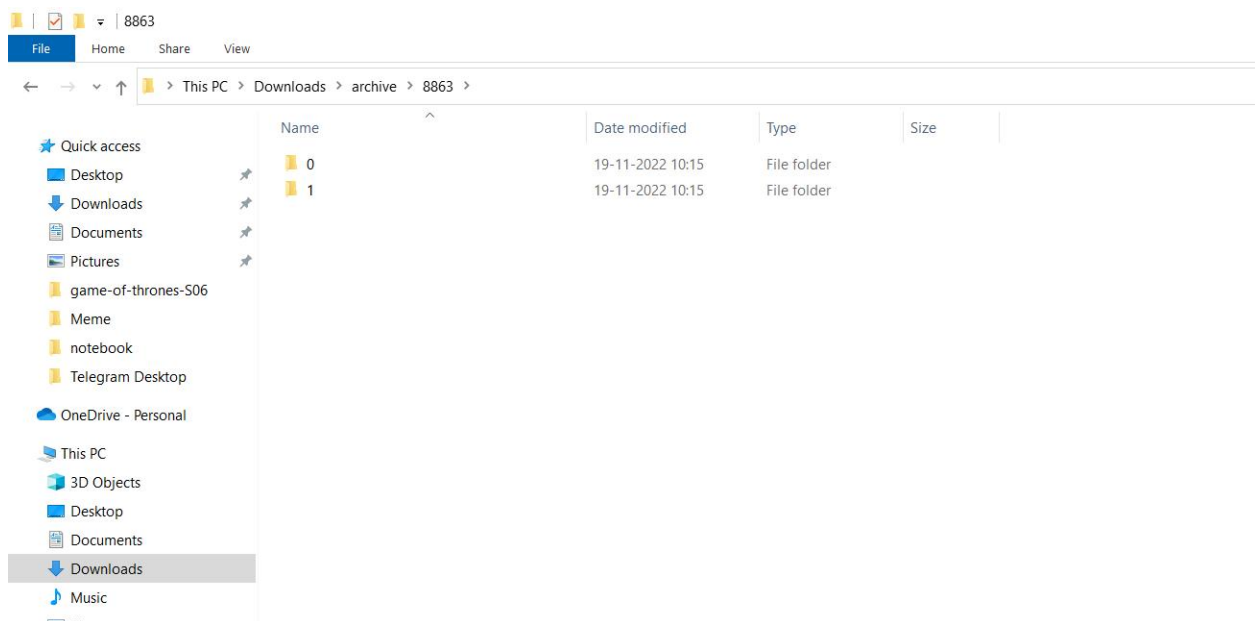 8863
File Home Share View
This PC > Downloads > archive > 8863 >
Name Date modified Type Size
Quick access
Desktop
Downloads
Documents
Pictures
game-of-thrones-S06
Meme
notebook
Telegram Desktop
OneDrive - Personal
This PC
3D Objects
Desktop
Documents
Downloads
Music
0 19-11-2022 10:15 File folder
1 19-11-2022 10:15 File folder